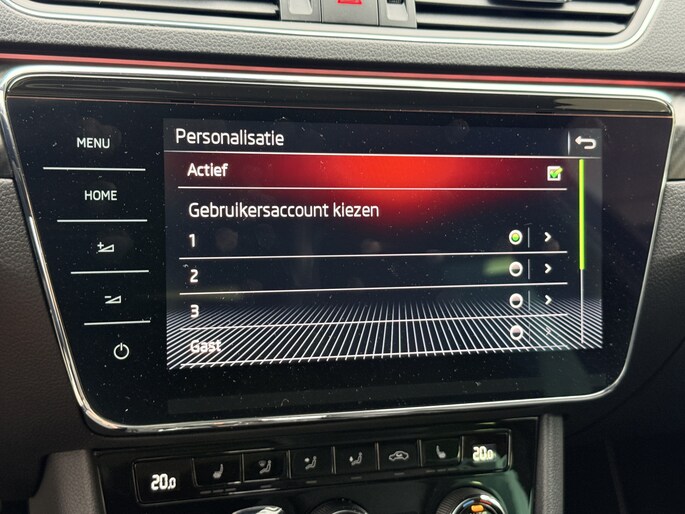 MENU
HOME
Personalisatie
Actief
Gebruikersaccount kiezen
1
2
3
Gast
20.0
20.0